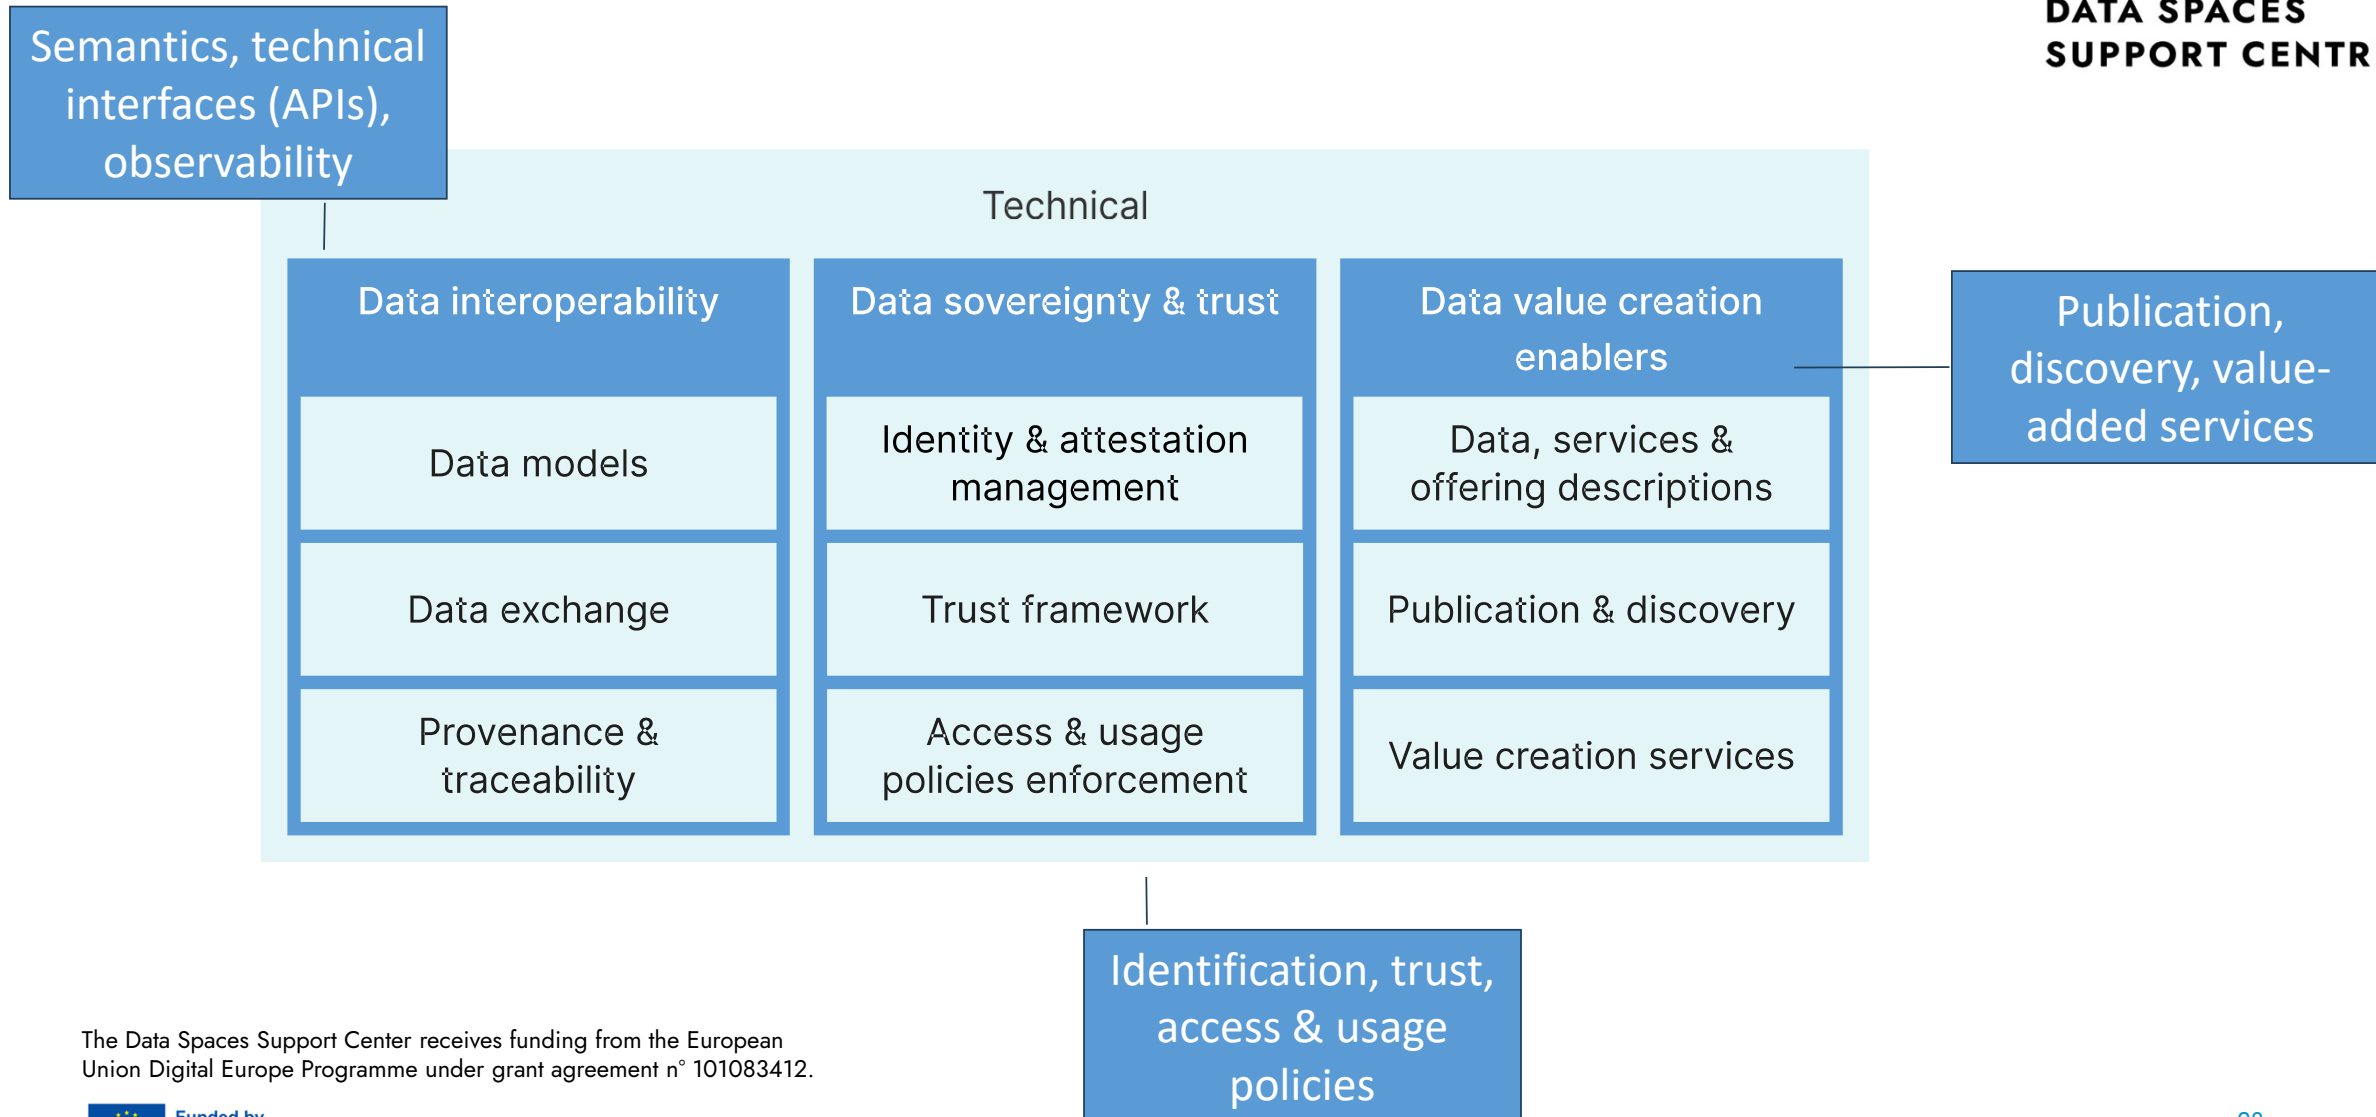 DATA SPACES
SUPPORT CENTR
Semantics, technical
interfaces (APIs),
observability
Technical
Data interoperability
Data models
Data exchange
Provenance &
traceability
Data sovereignty & trust
Identity & attestation
management
Trust framework
Access & usage
policies enforcement
Data value creation
enablers
Data, services &
offering descriptions
Publication & discovery
Value creation services
Publication,
discovery, value-
added services
Identification, trust,
access & usage
policies
The Data Spaces Support Center receives funding from the European
Union Digital Europe Programme under grant agreement n° 101083412.
Funded by